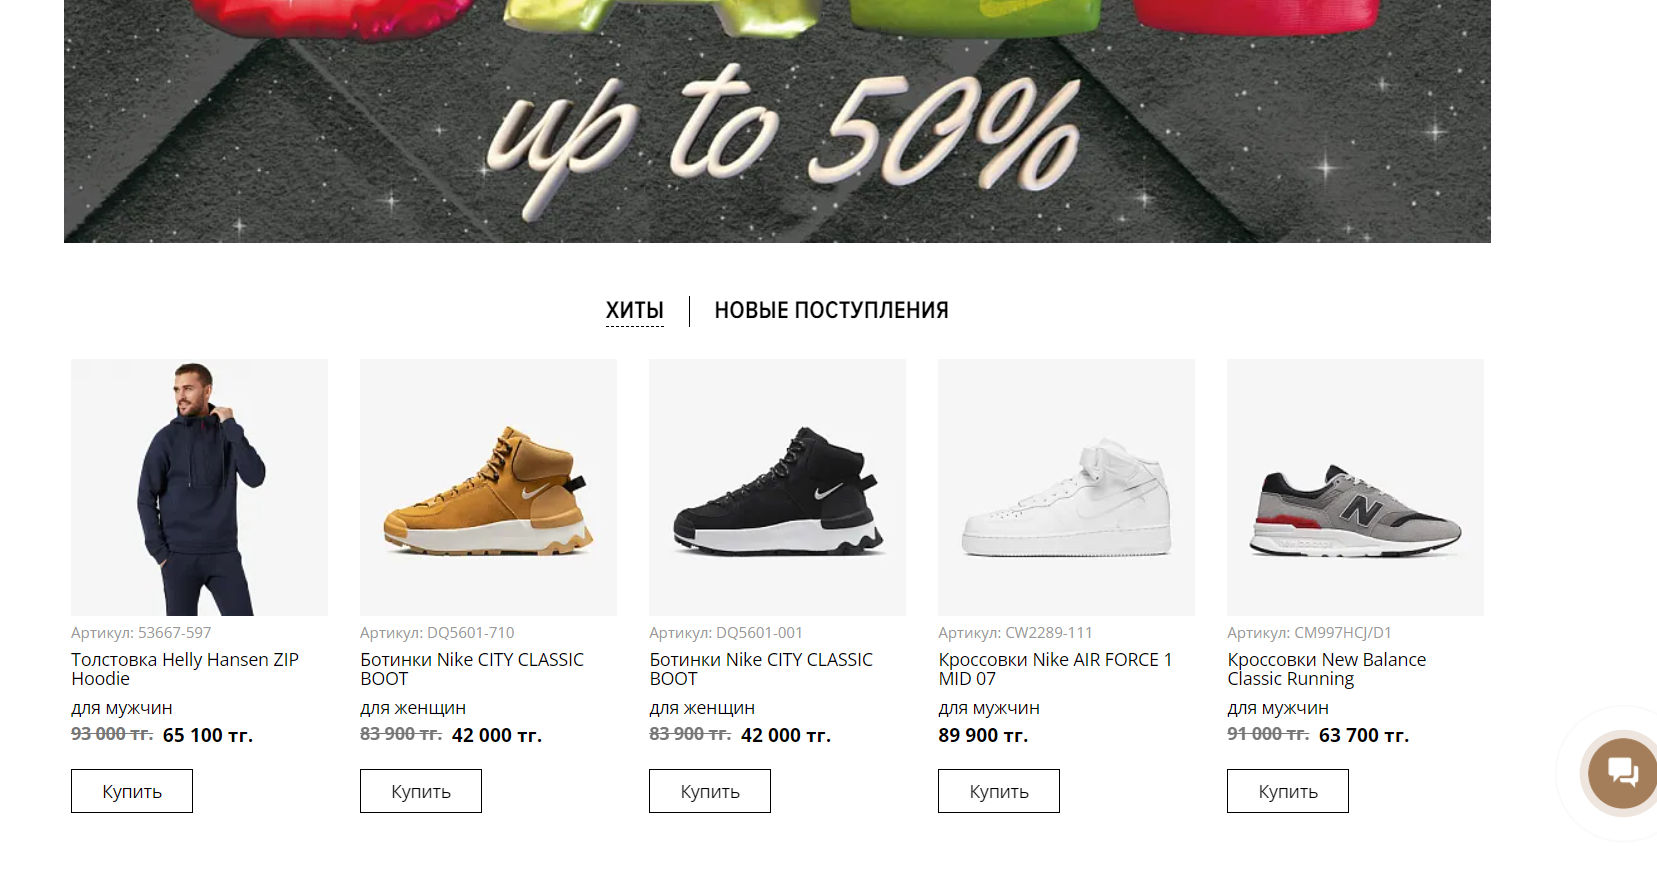 up to 50%
ХИТЫ
НОВЫЕ ПОСТУПЛЕНИЯ
Артикул: 53667-597
Толстовка Helly Hansen ZIP
Hoodie
для мужчин
93 000 тг. 65 100 тг.
Купить
Артикул: DQ5601-710
Ботинки Nike CITY CLASSIC
BOOT
для женщин
83 900 тг. 42 000 тг.
Купить
Артикул: DQ5601-001
Ботинки Nike CITY CLASSIC
BOOT
для женщин
83 900 тг. 42 000 тг.
Купить
Артикул: CW2289-111
Кроссовки Nike AIR FORCE 1
MID 07
для мужчин
89 900 тг.
Купить
Артикул: CM997HCJ/D1
Кроссовки New Balance
Classic Running
для мужчин
91 000 тг. 63 700 тг.
Купить